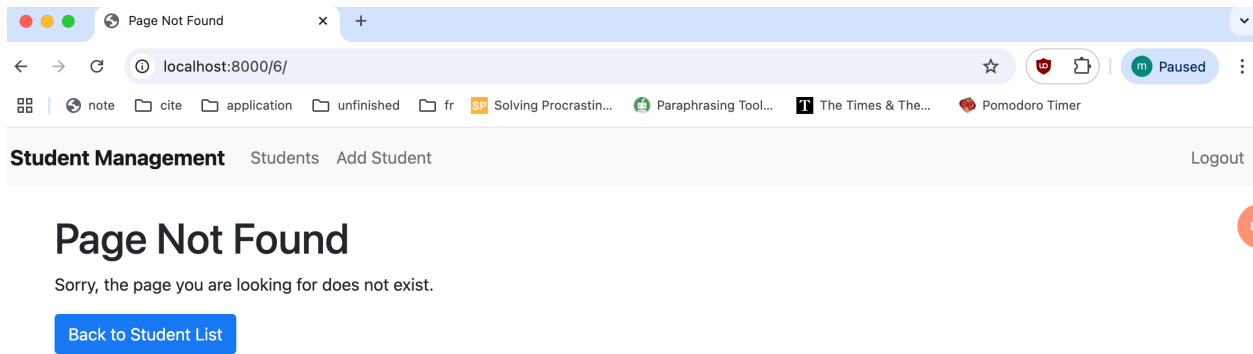 Page Not Found
localhost:8000/6/
m Paused
note cite application unfinished fr SP Solving Procrastin... Paraphrasing Tool... T The Times & The... Pomodoro Timer
Student Management Students Add Student Logout
Page Not Found
Sorry, the page you are looking for does not exist.
Back to Student List